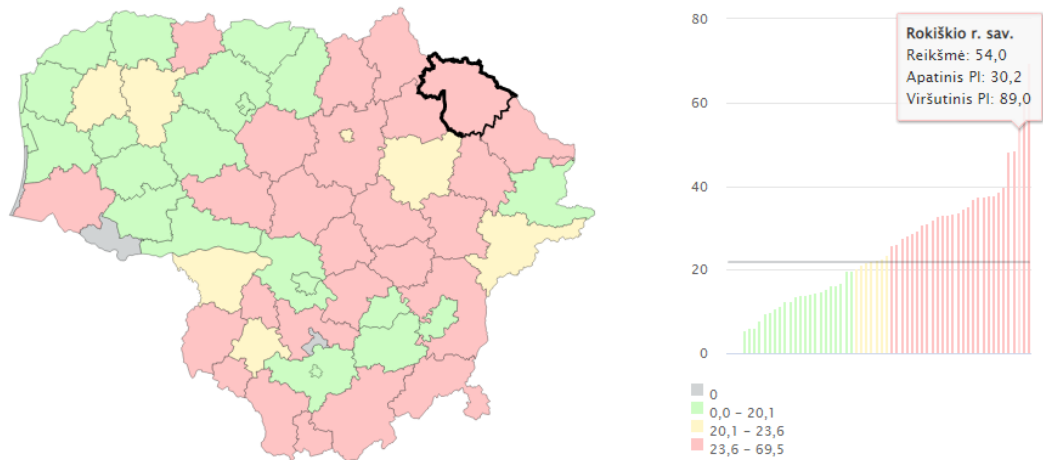 80
60
40
20
0
Rokiškio r. sav.
Reikšmė: 54,0
Apatinis PI: 30,2
Viršutinis PI: 89,0
0
0,0 – 20,1
20,1 – 23,6
23,6 – 69,5